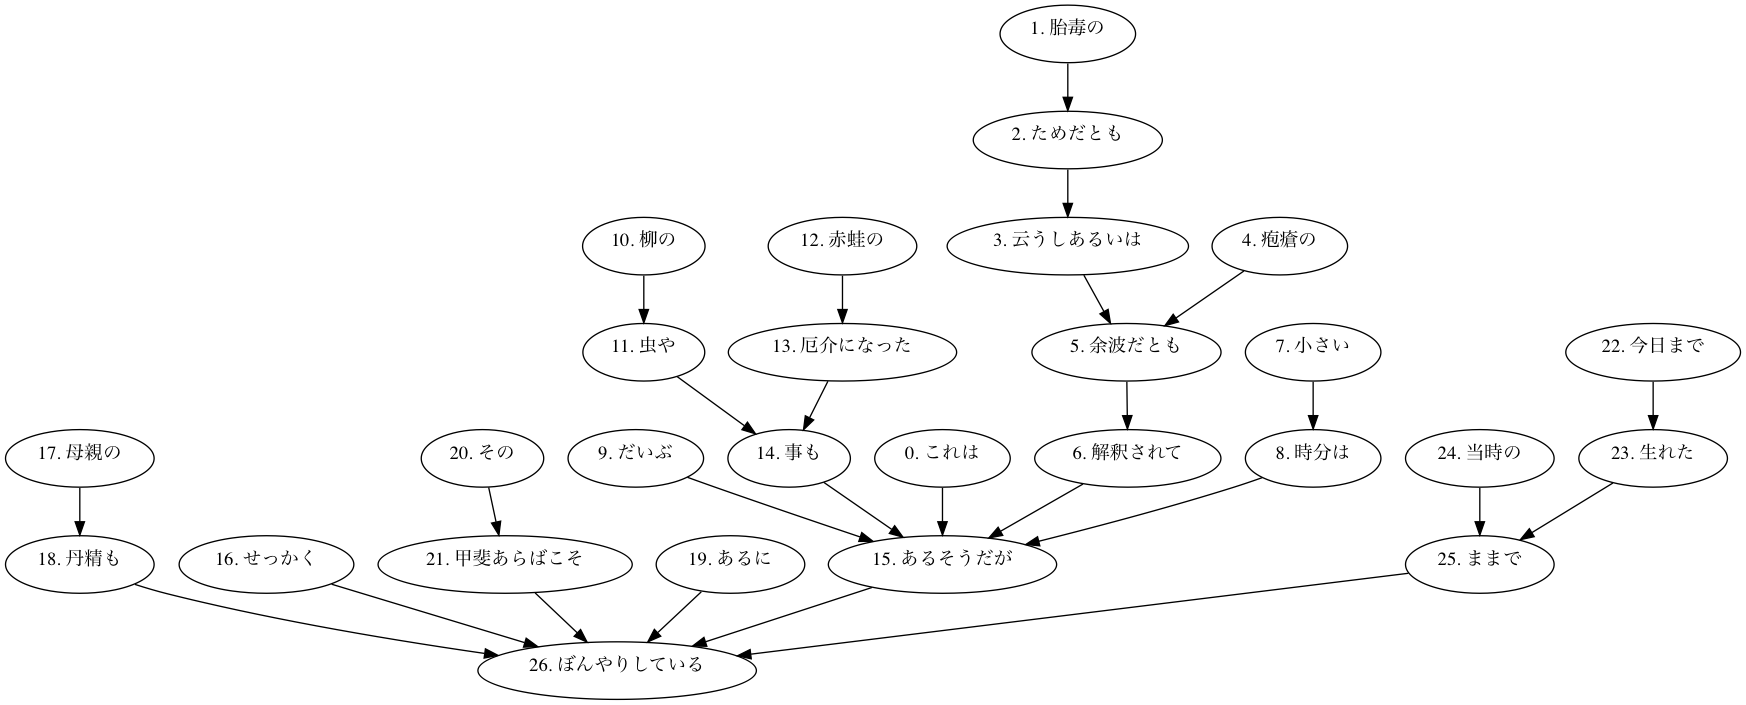 1. 胎毒の
2. ためだとも
10. 柳の
12. 赤蛙の
3. 云うしあるいは
4. 疱瘡の
11. 虫や
13. 厄介になった
5. 余波だとも
7. 小さい
22. 今日まで
17. 母親の
20. その
9. だいぶ
14. 事も
0. これは
6. 解釈されて
8. 時分は
24. 当時の
23. 生れた
18. 丹精も
16. せっかく
21. 甲斐あらばこそ
19. あるに
15. あるそうだが
25. ままで
26. ぼんやりしている